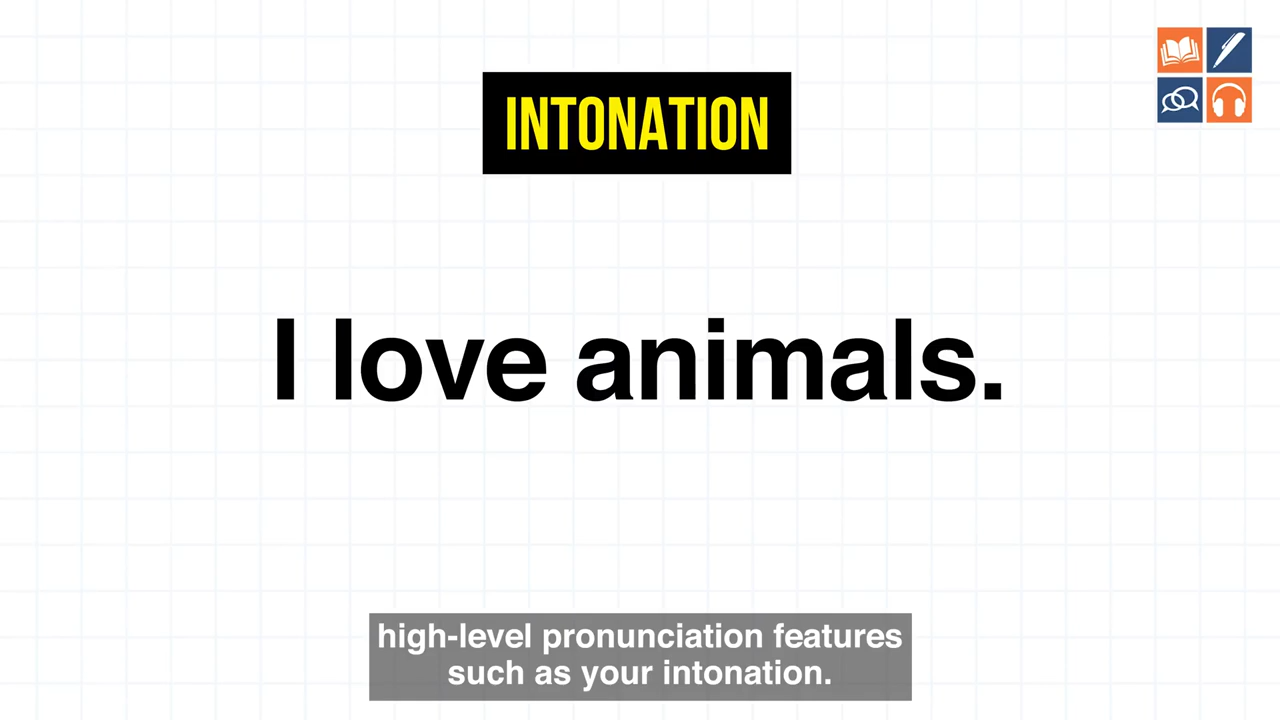 INTONATION
I love animals.
high-level pronunciation features
such as your intonation.